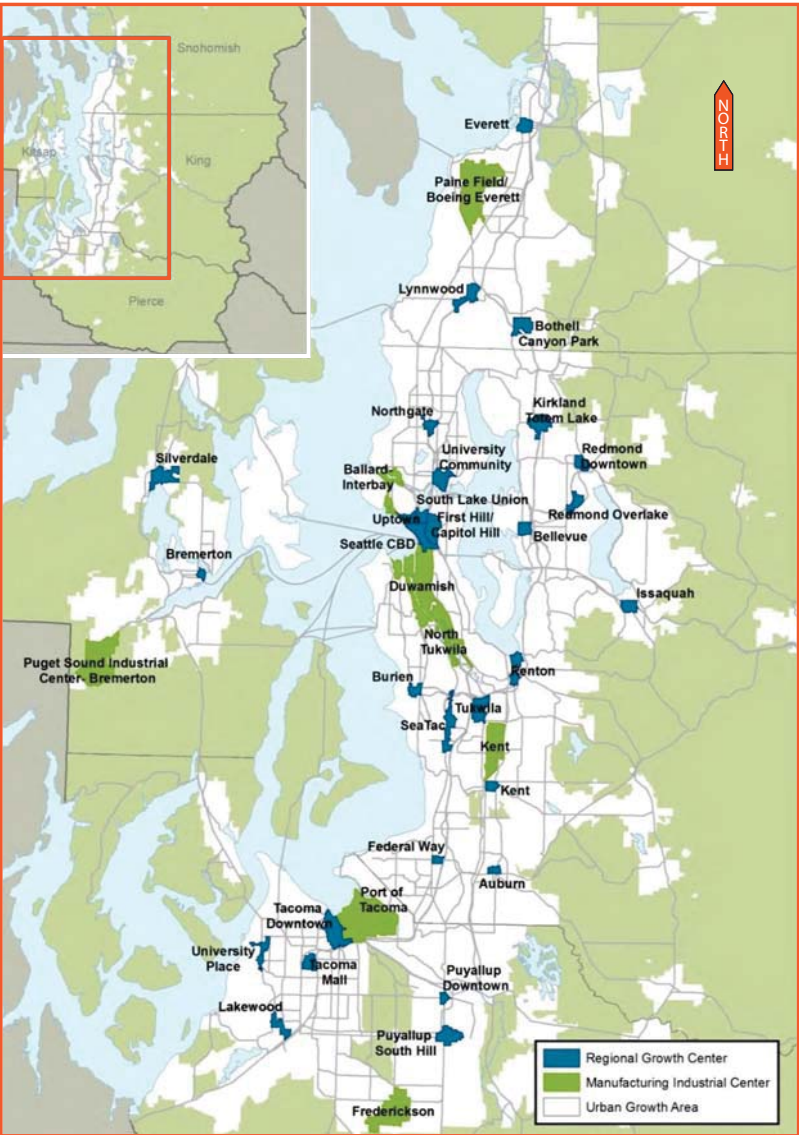 Snohomish
Kitsap
King
Pierce
NORTH
Everett
Paine Field/
Boeing Everett
Lynnwood
Bothell
Canyon Park
Northgate
Kirkland
Totem Lake
Silverdale
University
Community
Redmond
Downtown
Ballard-
Interbay
South Lake Union
Redmond Overlake
Uptown
First Hill/
Capitol Hill
Bellevue
Seattle CBD
Bremerton
Duwamish
Issaquah
North
Tukwila
Puget Sound Industrial
Center- Bremerton
Renton
Burien
Tukwila
SeaTac
Kent
Kent
Federal Way
Auburn
Port of
Tacoma
Tacoma
Downtown
University
Place
Tacoma
Mall
Puyallup
Downtown
Lakewood
Puyallup
South Hill
Frederickson
Regional Growth Center
Manufacturing Industrial Center
Urban Growth Area